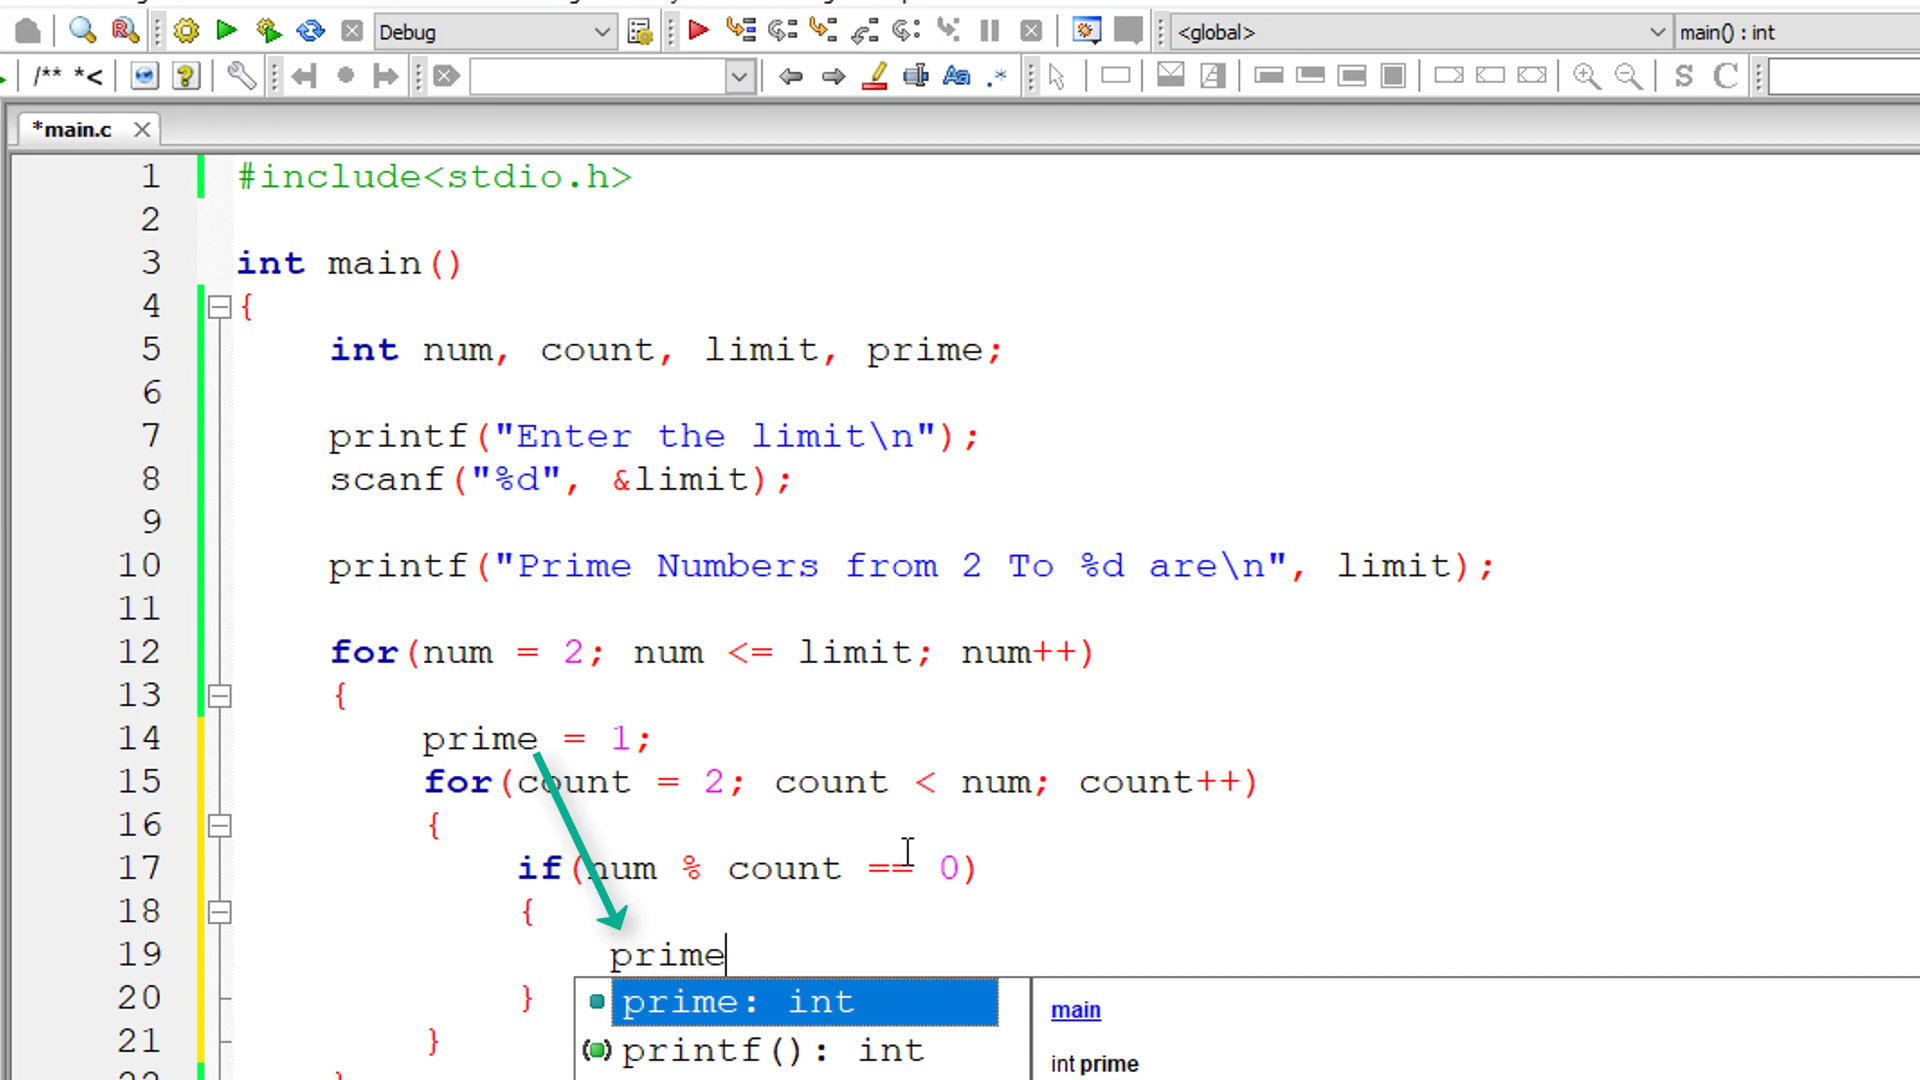 Debug <global> main() : int
/** *< S C
*main.c
1 #include<stdio.h>
2
3 int main()
4 {
5 int num, count, limit, prime;
6
7 printf("Enter the limit\n");
8 scanf("%d", &limit);
9
10 printf("Prime Numbers from 2 To %d are\n", limit);
11
12 for(num = 2; num <= limit; num++)
13 {
14 prime = 1;
15 for(count = 2; count < num; count++)
16 {
17 if(num % count == 0)
18 {
19 prime
20 }
21 }
prime: int
printf(): int
main
int prime